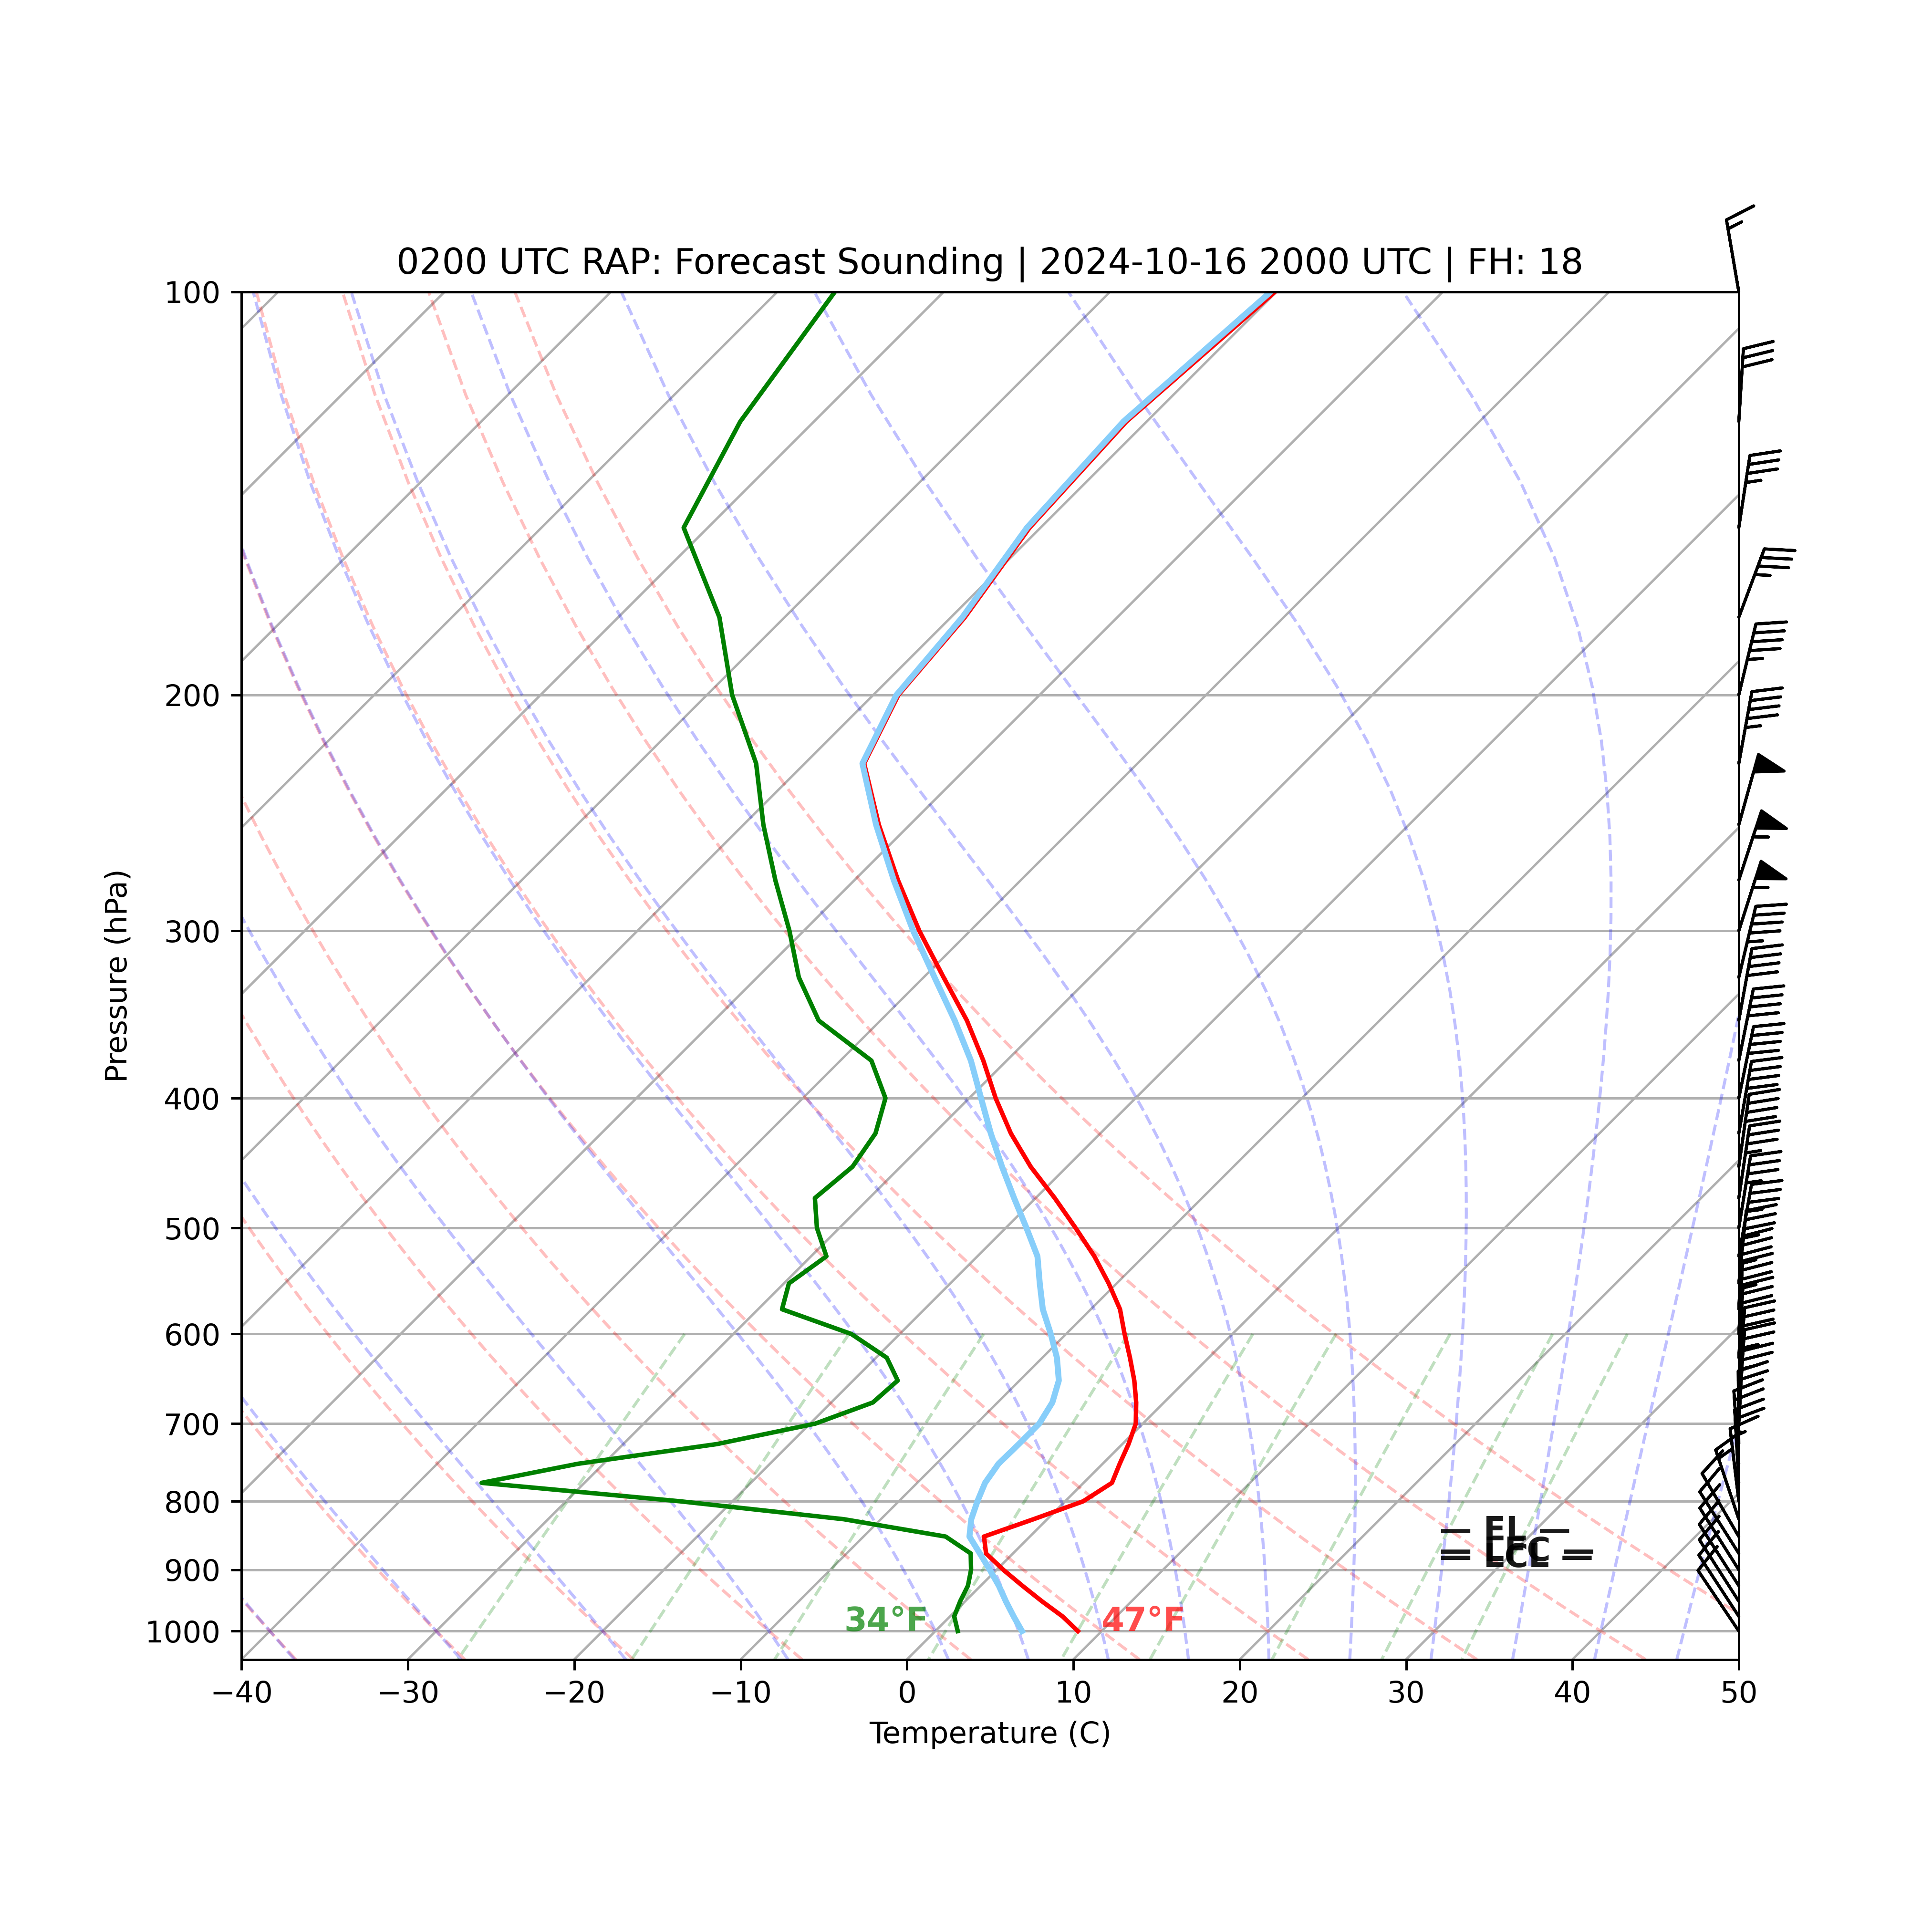 0200 UTC RAP: Forecast Sounding | 2024-10-16 2000 UTC | FH: 18
100
200
300
400
500
600
700
800
900
1000
Pressure (hPa)
— EL —
34°F
47°F
−40 −30 −20 −10 0 10 20 30 40 50
Temperature (C)